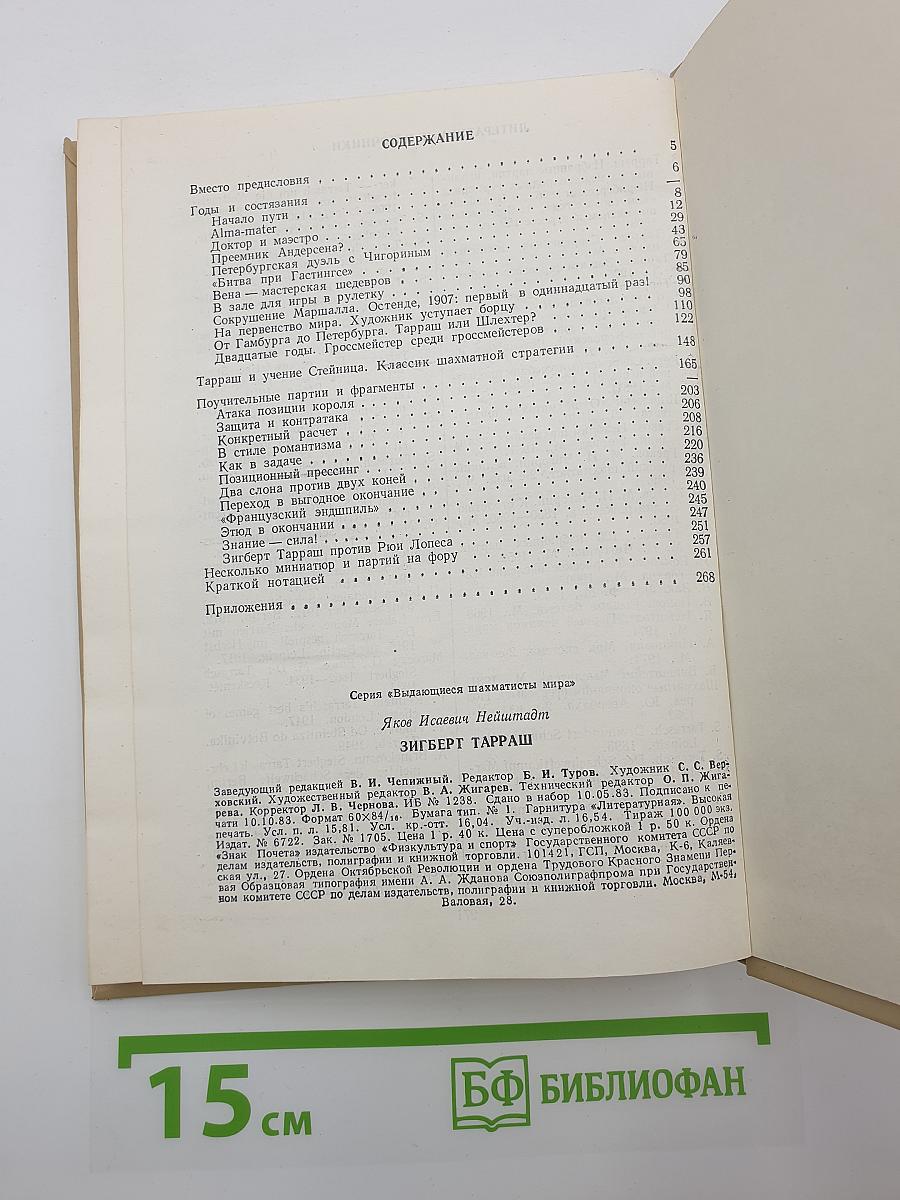 СОДЕРЖАНИЕ
Вместо предисловия . . . 5
Годы и состязания . . . 6
Начало пути . . . —
Alma-mater . . . 8
Доктор и маэстро . . . 12
Преемник Андерсена? . . . 29
Петербургская дуэль с Чигориным . . . 43
«Битва при Гастингсе» . . . 65
Вена — мастерская шедевров . . . 79
В зале для игры в рулетку . . . 85
Сокрушение Маршалла. Остенде, 1907: первый в одиннадцатый раз! 90
На первенство мира. Художник уступает борцу . . . 98
От Гамбурга до Петербурга. Тарраш или Шлехтер? . . . 110
Двадцатые годы. Гроссмейстер среди гроссмейстеров . . . 122
Тарраш и учение Стейница. Классик шахматной стратегии . . . 148
Поучительные партии и фрагменты . . . 165
Атака позиции короля . . . —
Защита и контратака . . . 203
Конкретный расчет . . . 206
В стиле романтизма . . . 208
Как в задаче . . . 216
Позиционный прессинг . . . 220
Два слона против двух коней . . . 236
Переход в выгодное окончание . . . 239
«Французский эндшпиль» . . . 240
Этюд в окончании . . . 245
Знание — сила! . . . 247
Зигберт Тарраш против Рюи Лопеса . . . 251
Несколько миниатюр и партий на фору . . . 257
Краткой нотацией . . . 261
Приложения . . . 268
Серия «Выдающиеся шахматисты мира»
Яков Исаевич Нейштадт
ЗИГБЕРТ ТАРРАШ
Заведующий редакцией В. И. Чепижный. Редактор Б. И. Туров. Художник С. С. Вер-
ховский. Художественный редактор В. А. Жигарев. Технический редактор О. П. Жига-
рева. Корректор Л. В. Чернова. ИБ № 1238. Сдано в набор 10.05.83. Подписано к пе-
чати 10.10.83. Формат 60×84/16. Бумага тип. № 1. Гарнитура «Литературная». Высокая
печать. Усл. п. л. 15,81. Усл. кр.-отт. 16,04. Уч.-изд. л. 16,54. Тираж 100 000 экз.
Издат. № 6722. Зак. № 1705. Цена 1 р. 40 к. Цена с суперобложкой 1 р. 50 к. Ордена
«Знак Почета» издательство «Физкультура и спорт» Государственного комитета СССР по
делам издательств, полиграфии и книжной торговли. 101421, ГСП, Москва, К-6, Каляев-
ская ул., 27. Ордена Октябрьской Революции и ордена Трудового Красного Знамени Пер-
вая Образцовая типография имени А. А. Жданова Союзполиграфпрома при Государствен-
ном комитете СССР по делам издательств, полиграфии и книжной торговли. Москва, М-54,
Валовая, 28.
15 см
БФ БИБЛИОФАН